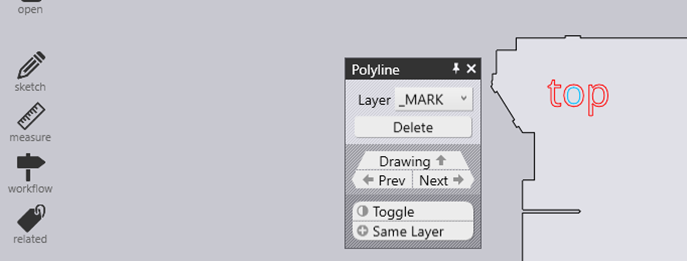 open
sketch
measure
workflow
related
Polyline
Layer _MARK
Delete
Drawing
Prev Next
Toggle
Same Layer
top